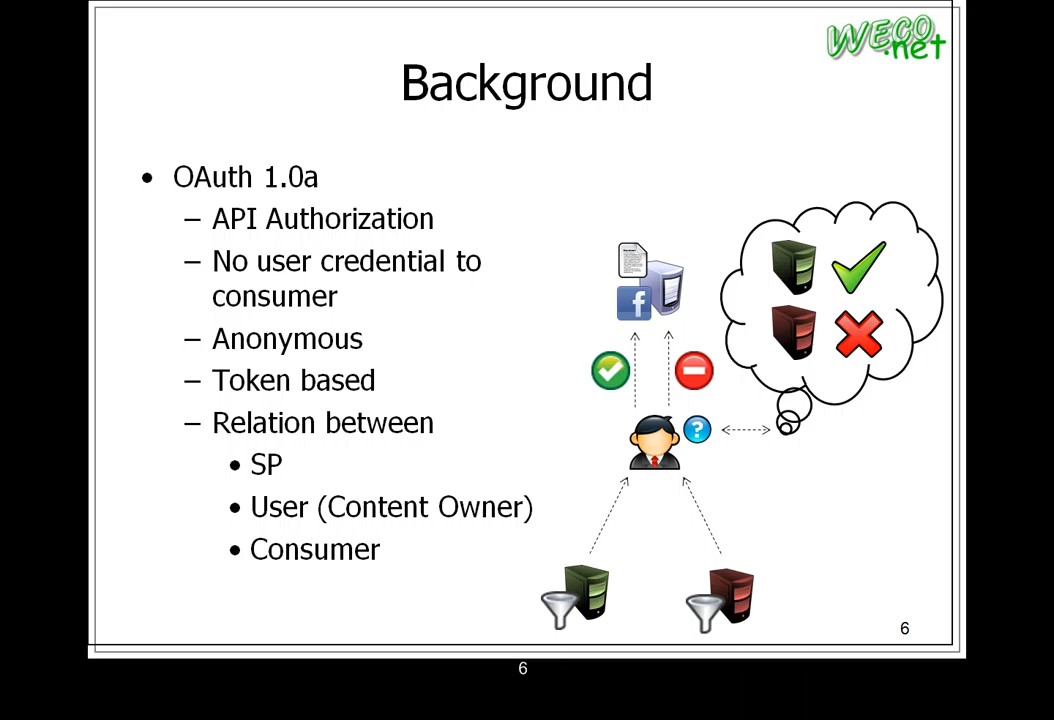 WECO
.net
Background
• OAuth 1.0a
– API Authorization
– No user credential to
consumer
– Anonymous
– Token based
– Relation between
• SP
• User (Content Owner)
• Consumer
f
?
6
6